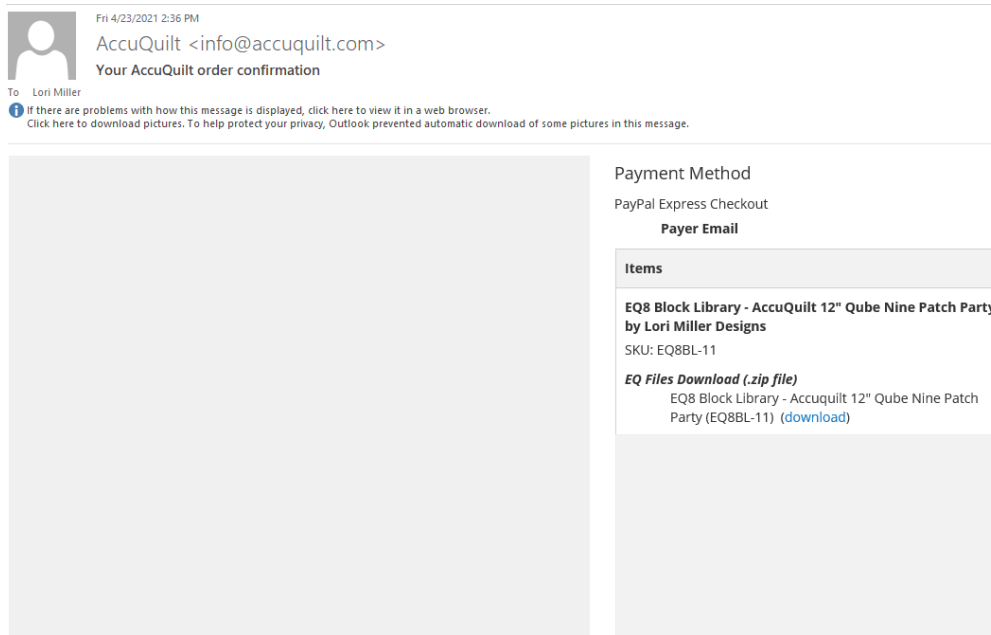 Fri 4/23/2021 2:36 PM
AccuQuilt <info@accuquilt.com>
Your AccuQuilt order confirmation
To Lori Miller
If there are problems with how this message is displayed, click here to view it in a web browser.
Click here to download pictures. To help protect your privacy, Outlook prevented automatic download of some pictures in this message.
Payment Method
PayPal Express Checkout
Payer Email
Items
EQ8 Block Library - AccuQuilt 12" Qube Nine Patch Party
by Lori Miller Designs
SKU: EQ8BL-11
EQ Files Download (.zip file)
EQ8 Block Library - Accuquilt 12" Qube Nine Patch
Party (EQ8BL-11) (download)